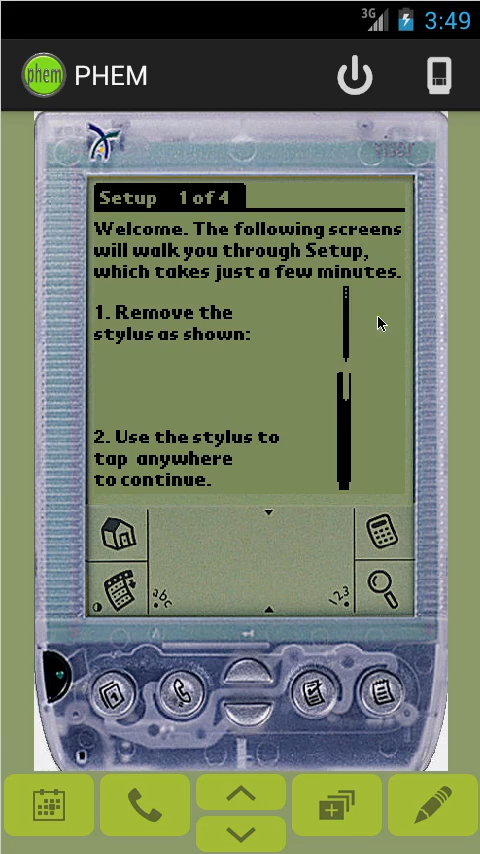 3G
3:49
phem
PHEM
Setup 1 of 4
Welcome. The following screens
will walk you through Setup,
which takes just a few minutes.
1. Remove the
stylus as shown:
2. Use the stylus to
tap anywhere
to continue.
abc
123